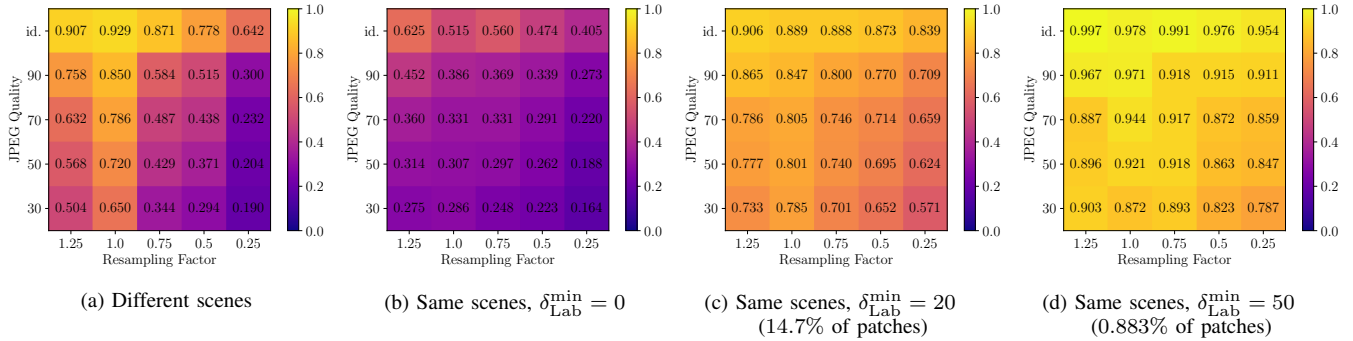 JPEG Quality
id. 0.907 0.929 0.871 0.778 0.642
90 0.758 0.850 0.584 0.515 0.300
70 0.632 0.786 0.487 0.438 0.232
50 0.568 0.720 0.429 0.371 0.204
30 0.504 0.650 0.344 0.294 0.190
1.25 1.0 0.75 0.5 0.25
Resampling Factor
1.0
0.8
0.6
0.4
0.2
0.0
(a) Different scenes
JPEG Quality
id. 0.625 0.515 0.560 0.474 0.405
90 0.452 0.386 0.369 0.339 0.273
70 0.360 0.331 0.331 0.291 0.220
50 0.314 0.307 0.297 0.262 0.188
30 0.275 0.286 0.248 0.223 0.164
1.25 1.0 0.75 0.5 0.25
Resampling Factor
1.0
0.8
0.6
0.4
0.2
0.0
(b) Same scenes, δ_Lab^min = 0
JPEG Quality
id. 0.906 0.889 0.888 0.873 0.839
90 0.865 0.847 0.800 0.770 0.709
70 0.786 0.805 0.746 0.714 0.659
50 0.777 0.801 0.740 0.695 0.624
30 0.733 0.785 0.701 0.652 0.571
1.25 1.0 0.75 0.5 0.25
Resampling Factor
1.0
0.8
0.6
0.4
0.2
0.0
(c) Same scenes, δ_Lab^min = 20
(14.7% of patches)
JPEG Quality
id. 0.997 0.978 0.991 0.976 0.954
90 0.967 0.971 0.918 0.915 0.911
70 0.887 0.944 0.917 0.872 0.859
50 0.896 0.921 0.918 0.863 0.847
30 0.903 0.872 0.893 0.823 0.787
1.25 1.0 0.75 0.5 0.25
Resampling Factor
1.0
0.8
0.6
0.4
0.2
0.0
(d) Same scenes, δ_Lab^min = 50
(0.883% of patches)